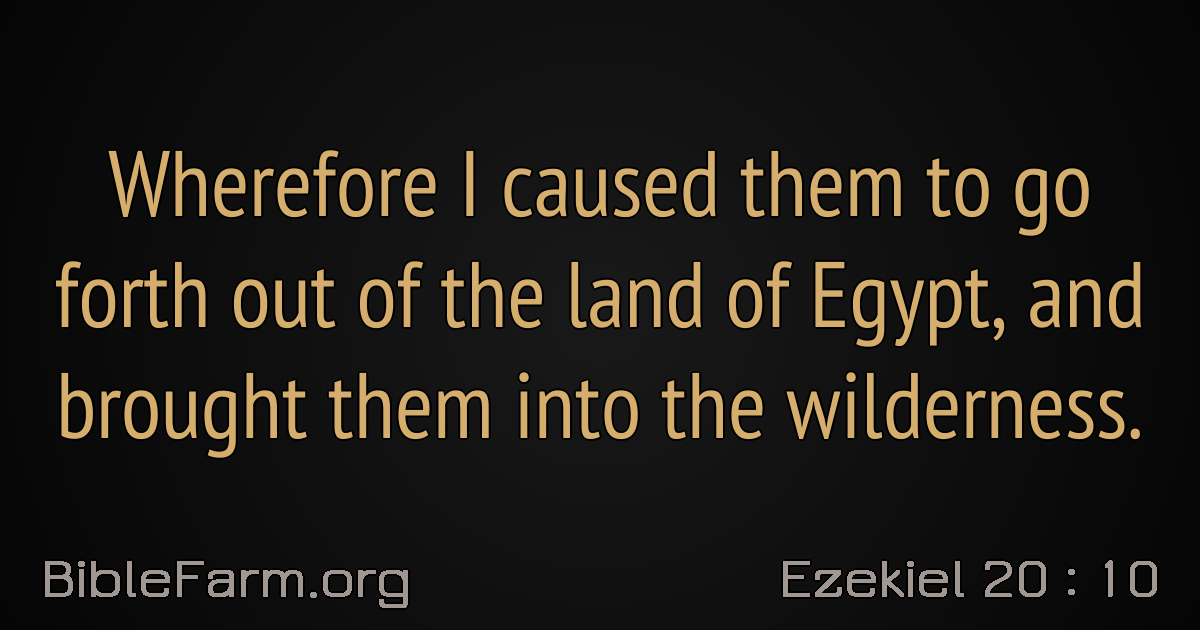 Wherefore I caused them to go
forth out of the land of Egypt, and
brought them into the wilderness.
BibleFarm.org
Ezekiel 20 : 10